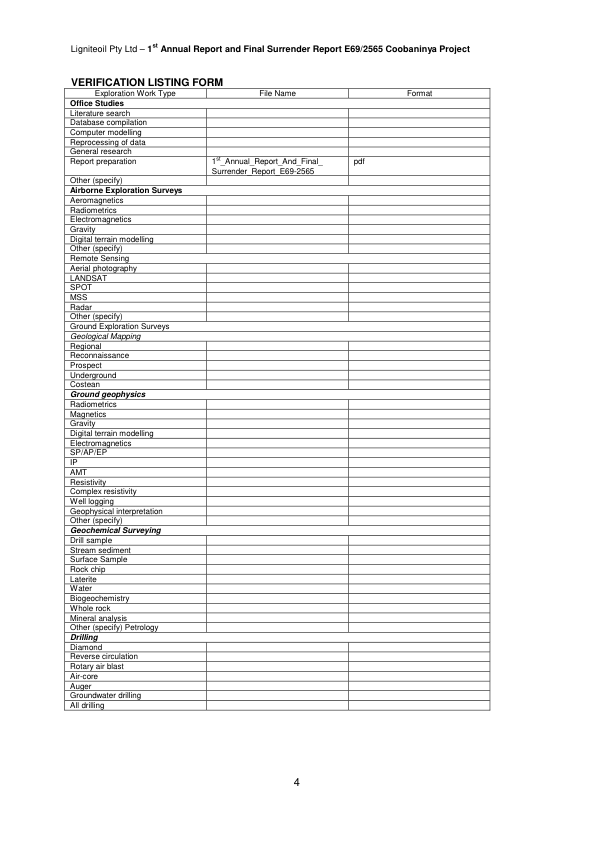 Ligniteoil Pty Ltd – 1st Annual Report and Final Surrender Report E69/2565 Coobaninya Project
VERIFICATION LISTING FORM
Exploration Work Type File Name Format
Office Studies
Literature search
Database compilation
Computer modelling
Reprocessing of data
General research
Report preparation 1st_Annual_Report_And_Final_ pdf
Surrender_Report_E69-2565
Other (specify)
Airborne Exploration Surveys
Aeromagnetics
Radiometrics
Electromagnetics
Gravity
Digital terrain modelling
Other (specify)
Remote Sensing
Aerial photography
LANDSAT
SPOT
MSS
Radar
Other (specify)
Ground Exploration Surveys
Geological Mapping
Regional
Reconnaissance
Prospect
Underground
Costean
Ground geophysics
Radiometrics
Magnetics
Gravity
Digital terrain modelling
Electromagnetics
SP/AP/EP
IP
AMT
Resistivity
Complex resistivity
Well logging
Geophysical interpretation
Other (specify)
Geochemical Surveying
Drill sample
Stream sediment
Surface Sample
Rock chip
Laterite
Water
Biogeochemistry
Whole rock
Mineral analysis
Other (specify) Petrology
Drilling
Diamond
Reverse circulation
Rotary air blast
Air-core
Auger
Groundwater drilling
All drilling
4